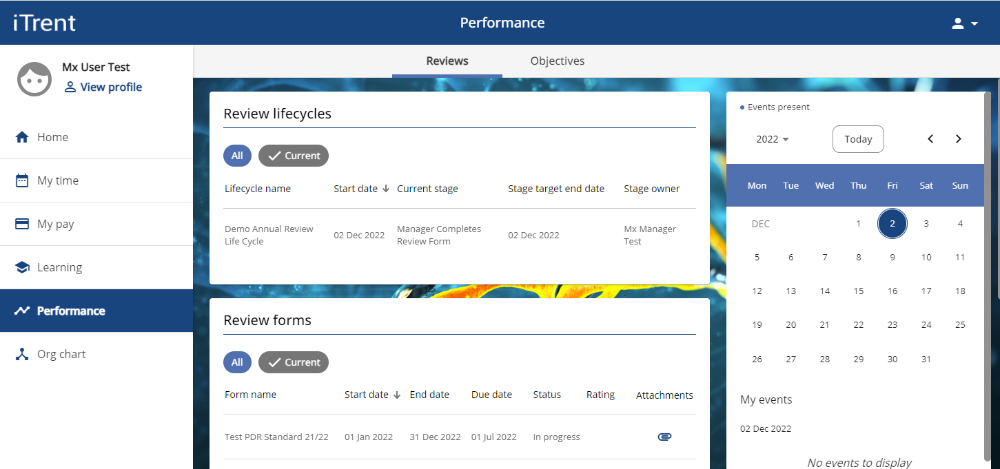 iTrent
Performance
Mx User Test
View profile
Home
My time
My pay
Learning
Performance
Org chart
Reviews Objectives
Review lifecycles
All Current
Lifecycle name Start date Current stage Stage target end date Stage owner
Demo Annual Review Life Cycle 02 Dec 2022 Manager Completes Review Form 02 Dec 2022 Mx Manager Test
Review forms
All Current
Form name Start date End date Due date Status Rating Attachments
Test PDR Standard 21/22 01 Jan 2022 31 Dec 2022 01 Jul 2022 In progress
Events present
2022 Today
Mon Tue Wed Thu Fri Sat Sun
DEC 1 2 3 4
5 6 7 8 9 10 11
12 13 14 15 16 17 18
19 20 21 22 23 24 25
26 27 28 29 30 31
My events
02 Dec 2022
No events to display